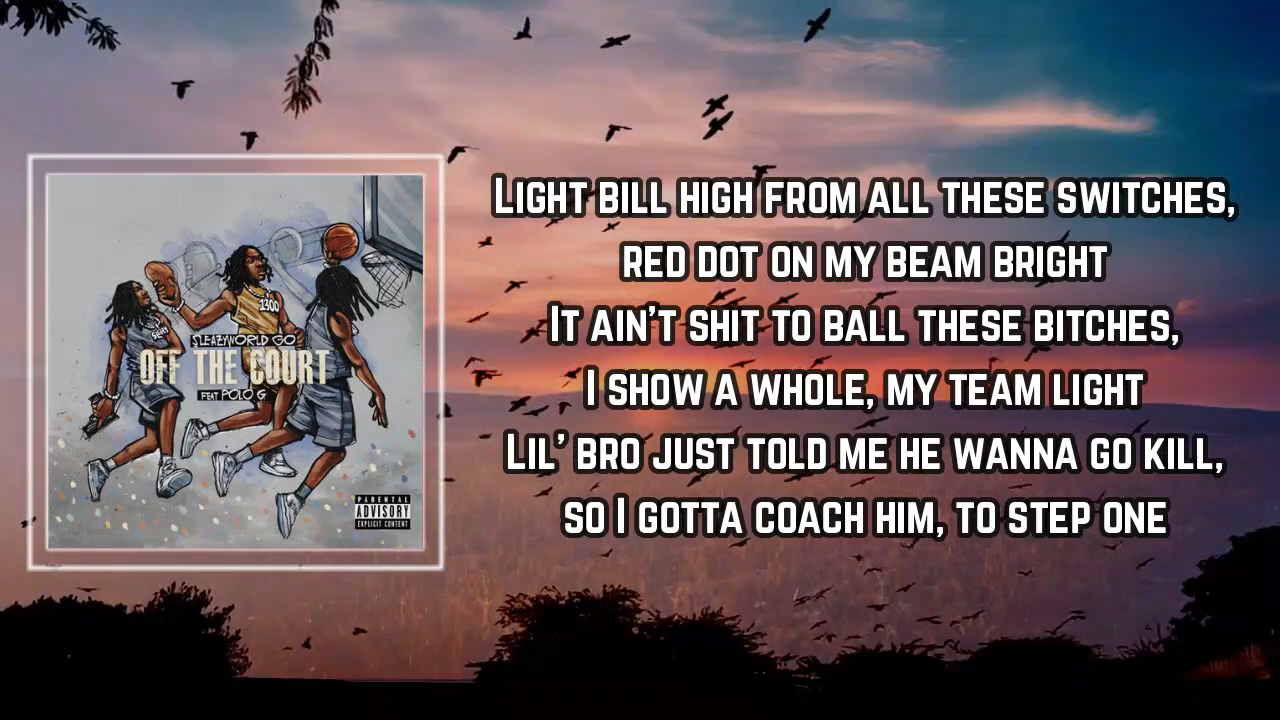 1300
SLEAZYWORLD GO
OFF THE COURT
FEAT POLO G
PARENTAL
ADVISORY
EXPLICIT CONTENT
LIGHT BILL HIGH FROM ALL THESE SWITCHES,
RED DOT ON MY BEAM BRIGHT
IT AIN'T SHIT TO BALL THESE BITCHES,
I SHOW A WHOLE, MY TEAM LIGHT
LIL' BRO JUST TOLD ME HE WANNA GO KILL,
SO I GOTTA COACH HIM, TO STEP ONE